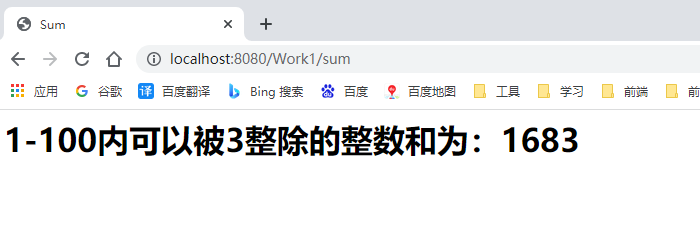 Sum
localhost:8080/Work1/sum
应用 谷歌 译 百度翻译 Bing 搜索 百度 百度地图 工具 学习 前端 前
1-100内可以被3整除的整数和为：1683